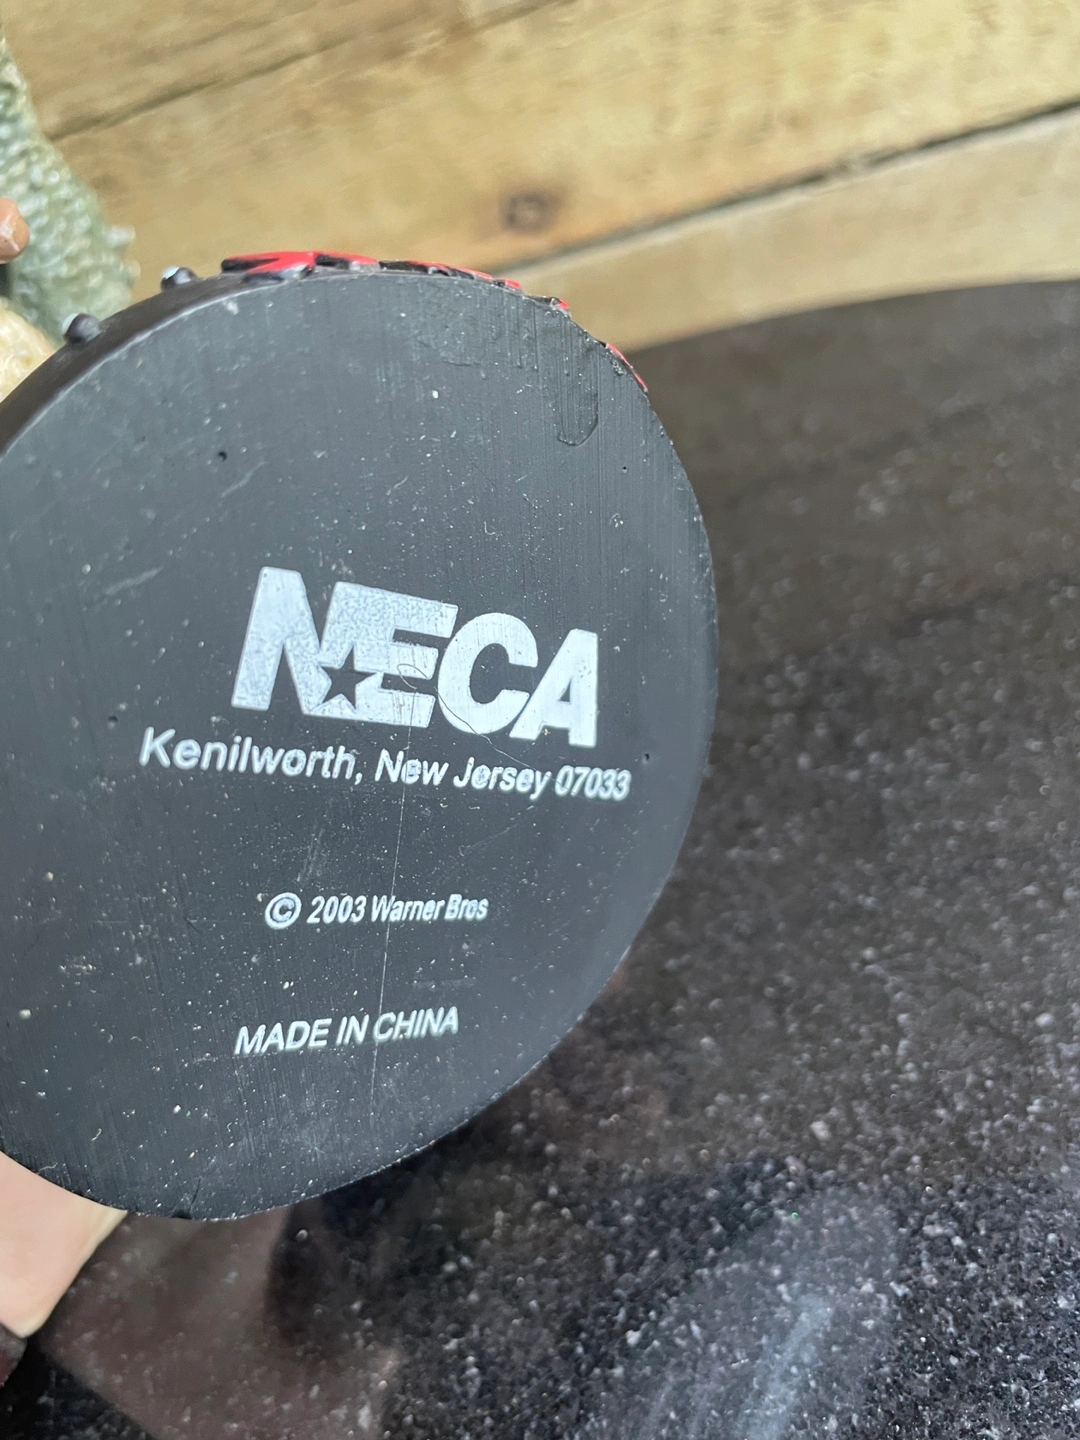 NECA
Kenilworth, New Jersey 07033
© 2003 Warner Bros
MADE IN CHINA